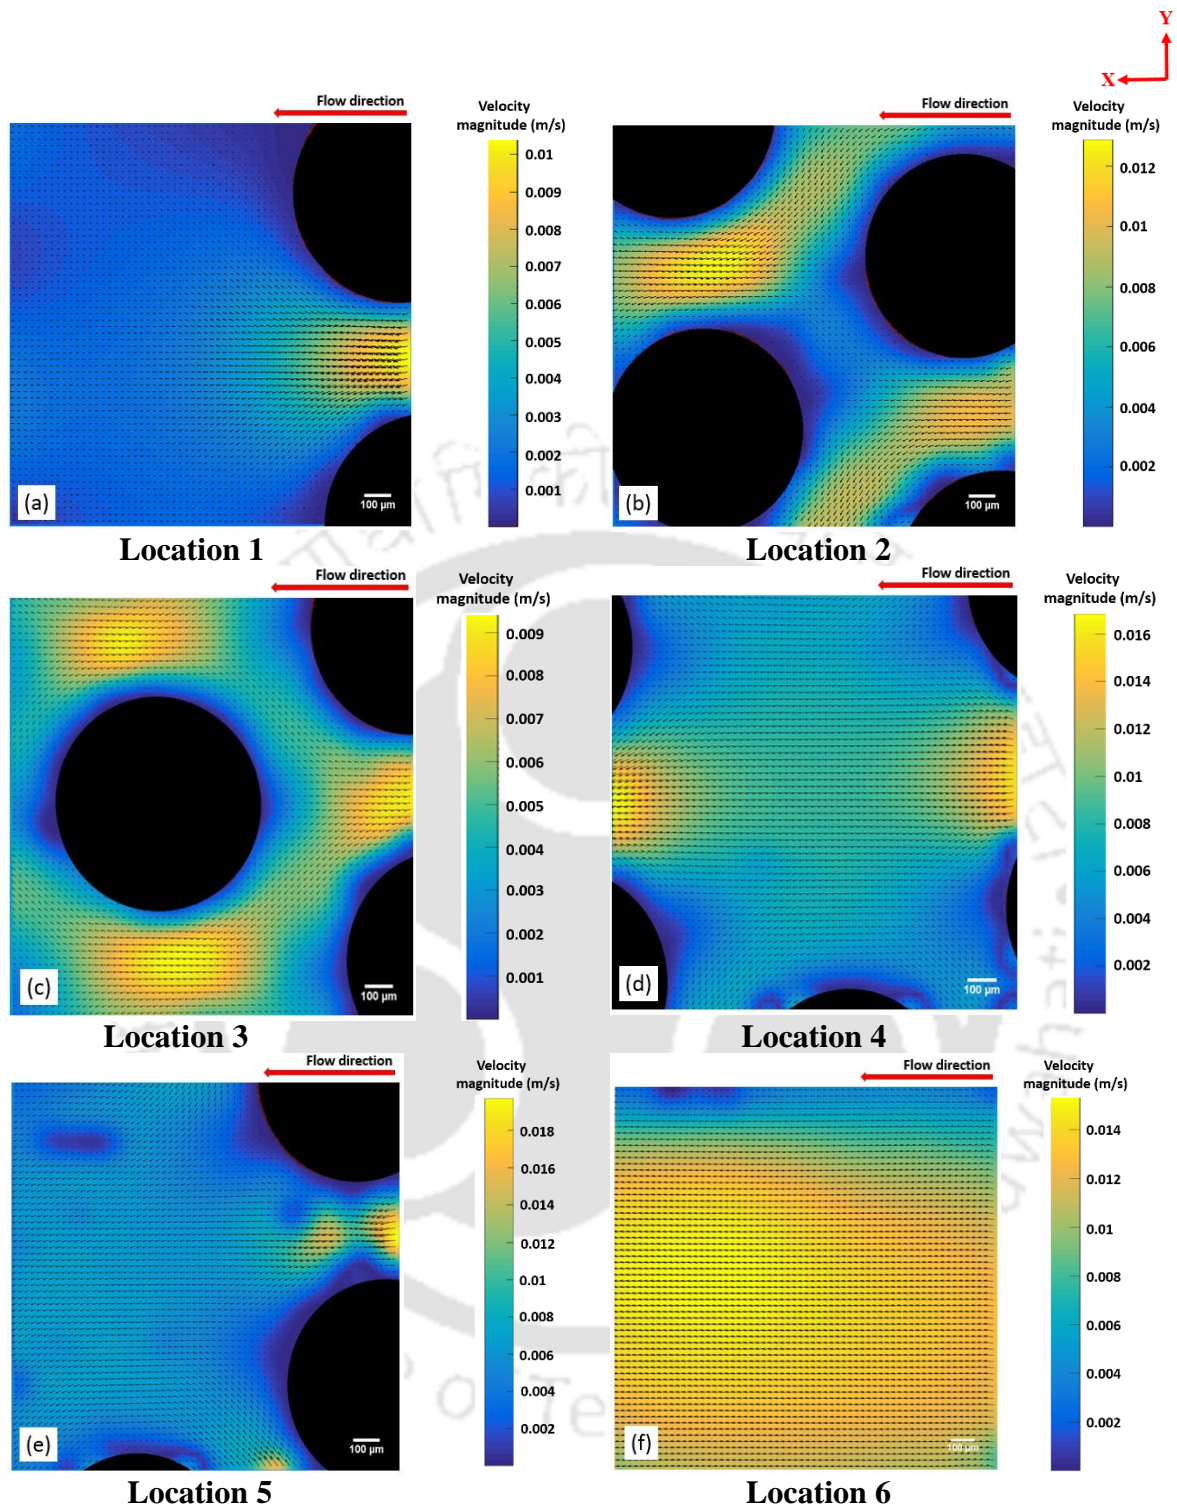 Y
X
Flow direction
Velocity
magnitude (m/s)
0.01
0.009
0.008
0.007
0.006
0.005
0.004
0.003
0.002
0.001
(a)
100 µm
Location 1
Flow direction
Velocity
magnitude (m/s)
0.012
0.01
0.008
0.006
0.004
0.002
(b)
100 µm
Location 2
Flow direction
Velocity
magnitude (m/s)
0.009
0.008
0.007
0.006
0.005
0.004
0.003
0.002
0.001
(c)
100 µm
Location 3
Flow direction
Velocity
magnitude (m/s)
0.016
0.014
0.012
0.01
0.008
0.006
0.004
0.002
(d)
100 µm
Location 4
Flow direction
Velocity
magnitude (m/s)
0.018
0.016
0.014
0.012
0.01
0.008
0.006
0.004
0.002
(e)
100 µm
Location 5
Flow direction
Velocity
magnitude (m/s)
0.014
0.012
0.01
0.008
0.006
0.004
0.002
(f)
100 µm
Location 6